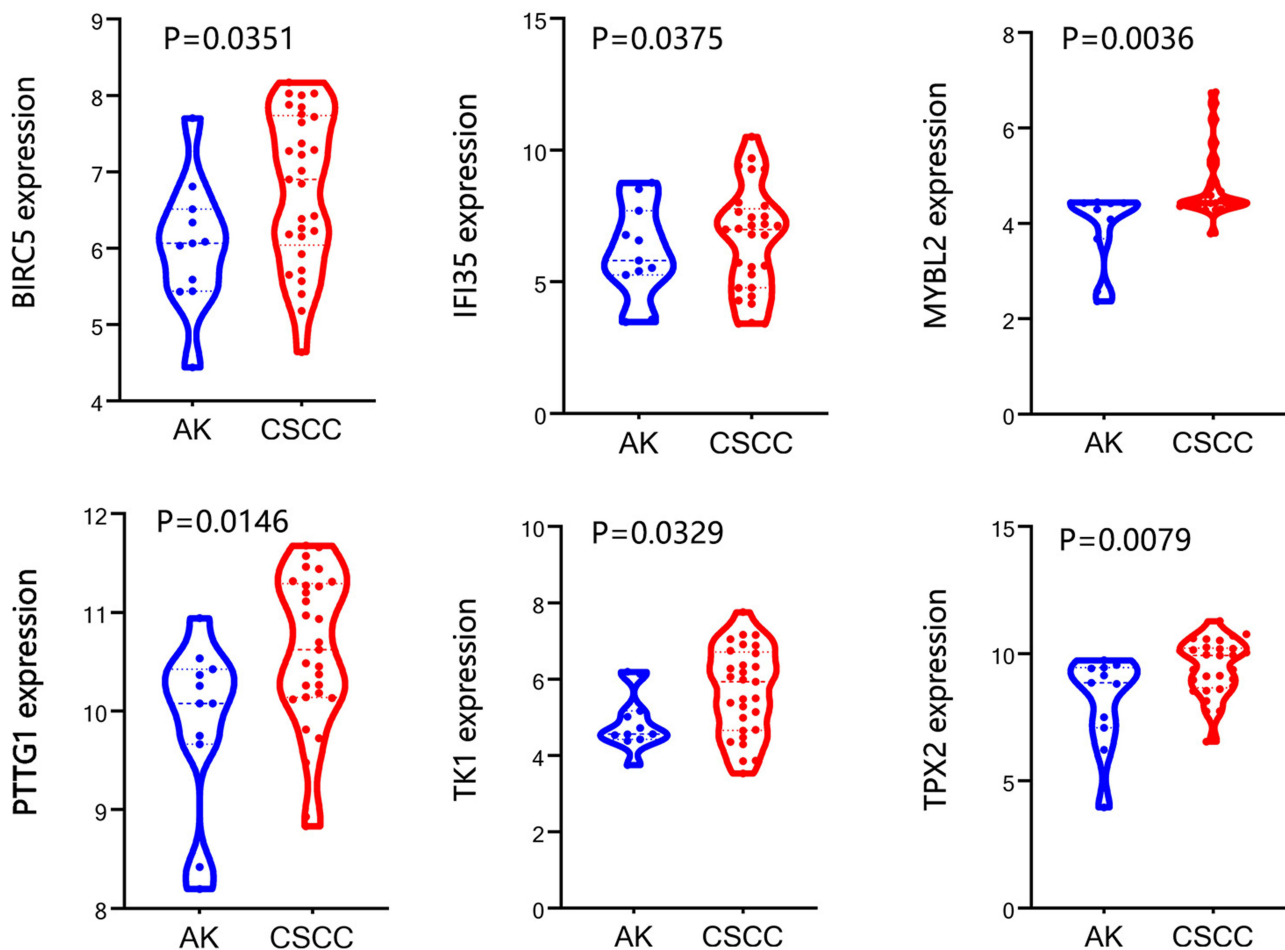 BIRC5 expression
9
8
7
6
5
4
P=0.0351
AK
CSCC
IFI35 expression
15
10
5
0
P=0.0375
AK
CSCC
MYBL2 expression
8
6
4
2
0
P=0.0036
AK
CSCC
PTTG1 expression
12
11
10
9
8
P=0.0146
AK
CSCC
TK1 expression
10
8
6
4
2
0
P=0.0329
AK
CSCC
TPX2 expression
15
10
5
0
P=0.0079
AK
CSCC